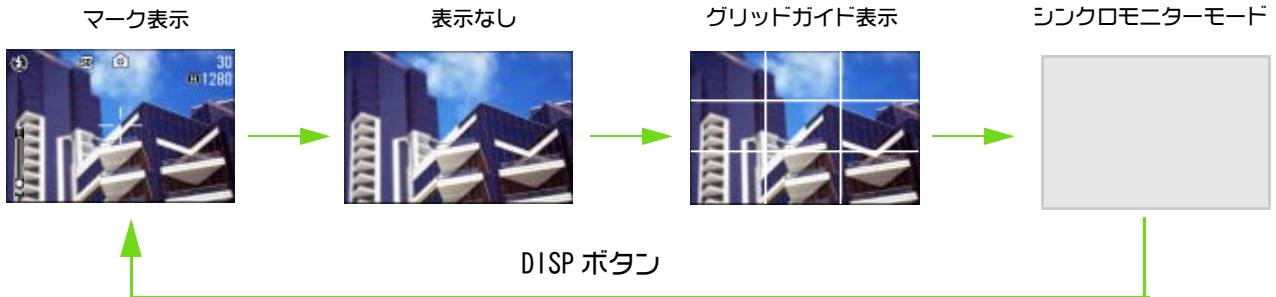 マーク表示
表示なし
グリッドガイド表示
シンクロモニターモード
30
1280
DISP ボタン